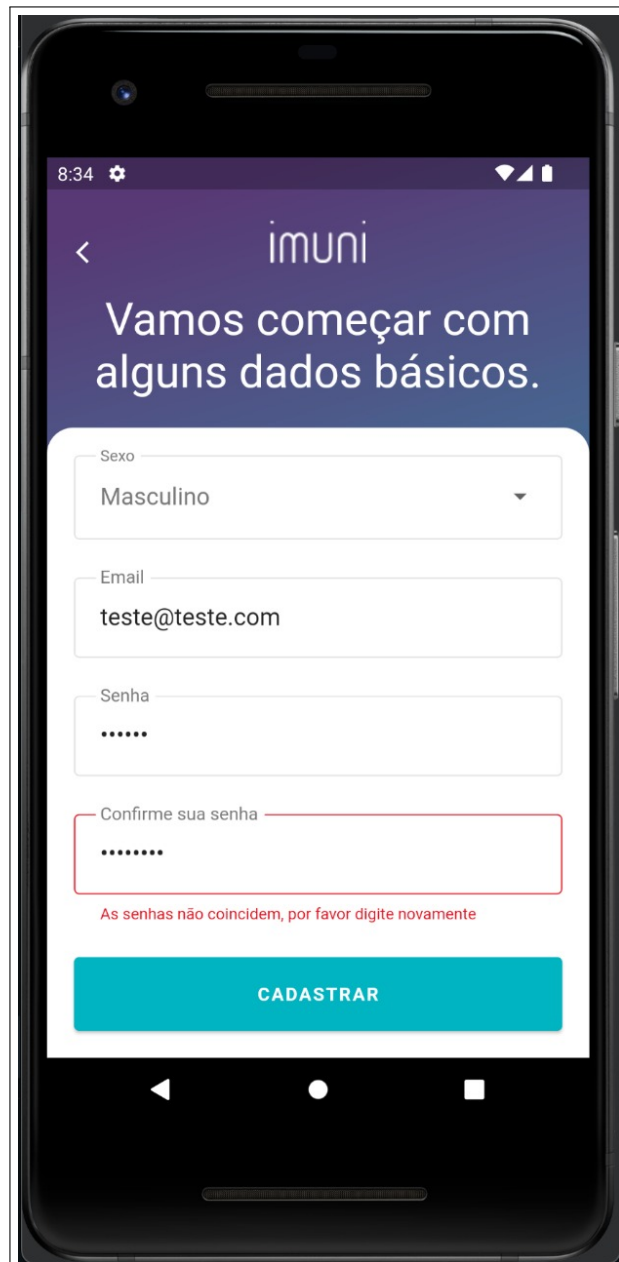 8:34
imuni
Vamos começar com
alguns dados básicos.
Sexo
Masculino
Email
teste@teste.com
Senha
••••••
Confirme sua senha
••••••••
As senhas não coincidem, por favor digite novamente
CADASTRAR